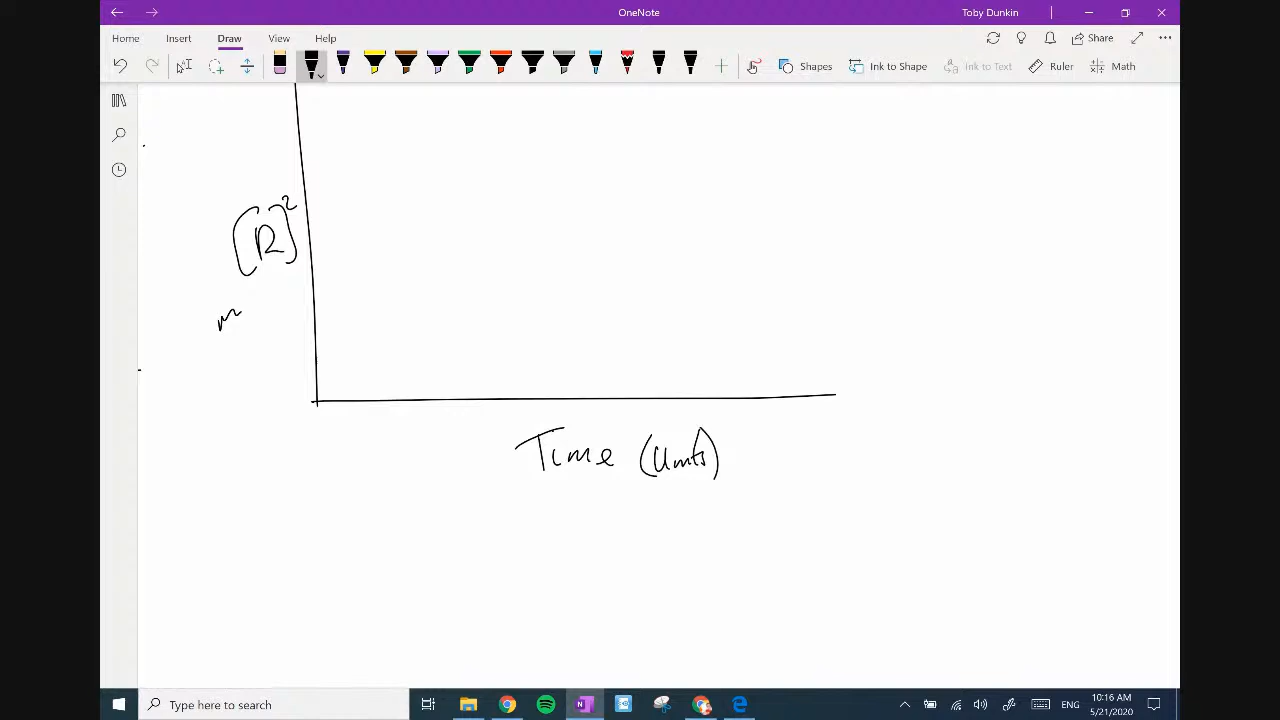 OneNote
Toby Dunkin
Home Insert Draw View Help
Share
Shapes Ink to Shape Ink to Text Ruler Math
[R]²
m
Time (Units)
Type here to search
ENG
10:16 AM
5/21/2020